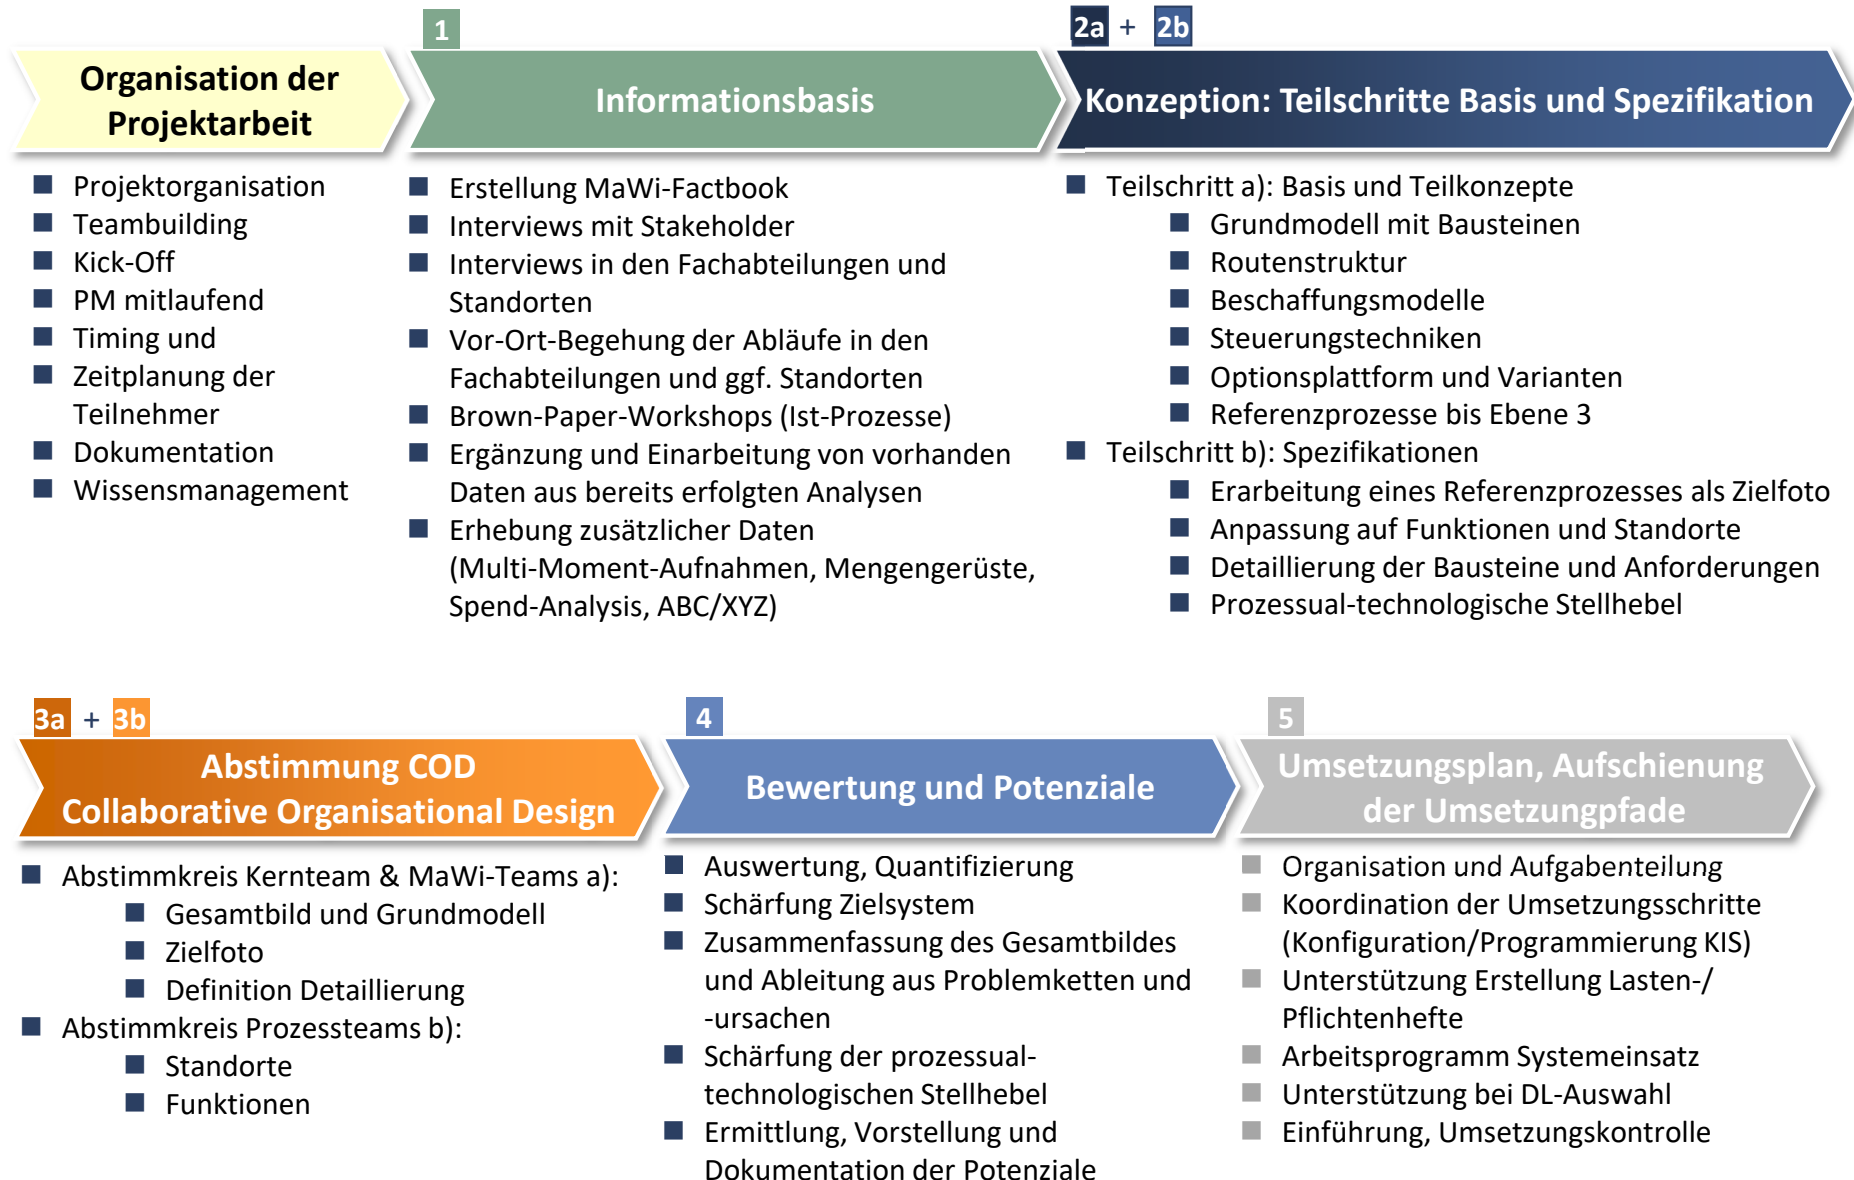 Organisation der
Projektarbeit
Projektorganisation
Teambuilding
Kick-Off
PM mitlaufend
Timing und
Zeitplanung der
Teilnehmer
Dokumentation
Wissensmanagement
1
Informationsbasis
Erstellung MaWi-Factbook
Interviews mit Stakeholder
Interviews in den Fachabteilungen und
Standorten
Vor-Ort-Begehung der Abläufe in den
Fachabteilungen und ggf. Standorten
Brown-Paper-Workshops (Ist-Prozesse)
Ergänzung und Einarbeitung von vorhanden
Daten aus bereits erfolgten Analysen
Erhebung zusätzlicher Daten
(Multi-Moment-Aufnahmen, Mengengerüste,
Spend-Analysis, ABC/XYZ)
2a + 2b
Konzeption: Teilschritte Basis und Spezifikation
Teilschritt a): Basis und Teilkonzepte
Grundmodell mit Bausteinen
Routenstruktur
Beschaffungsmodelle
Steuerungstechniken
Optionsplattform und Varianten
Referenzprozesse bis Ebene 3
Teilschritt b): Spezifikationen
Erarbeitung eines Referenzprozesses als Zielfoto
Anpassung auf Funktionen und Standorte
Detaillierung der Bausteine und Anforderungen
Prozessual-technologische Stellhebel
3a + 3b
Abstimmung COD
Collaborative Organisational Design
Abstimmkreis Kernteam & MaWi-Teams a):
Gesamtbild und Grundmodell
Zielfoto
Definition Detaillierung
Abstimmkreis Prozessteams b):
Standorte
Funktionen
4
Bewertung und Potenziale
Auswertung, Quantifizierung
Schärfung Zielsystem
Zusammenfassung des Gesamtbildes
und Ableitung aus Problemketten und
-ursachen
Schärfung der prozessual-
technologischen Stellhebel
Ermittlung, Vorstellung und
Dokumentation der Potenziale
5
Umsetzungsplan, Aufschienung
der Umsetzungpfade
Organisation und Aufgabenteilung
Koordination der Umsetzungsschritte
(Konfiguration/Programmierung KIS)
Unterstützung Erstellung Lasten-/
Pflichtenhefte
Arbeitsprogramm Systemeinsatz
Unterstützung bei DL-Auswahl
Einführung, Umsetzungskontrolle